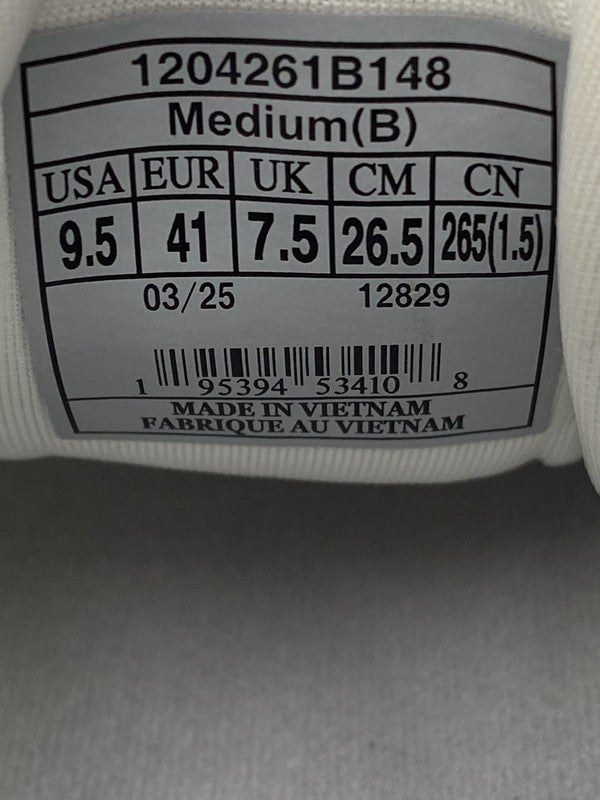 1204261B148
Medium(B)
USA EUR UK CM CN
9.5 41 7.5 26.5 265(1.5)
03/25 12829
1 95394 53410 8
MADE IN VIETNAM
FABRIQUE AU VIETNAM